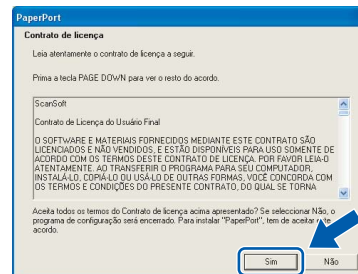 PaperPort
Contrato de licença
Leia atentamente o contrato de licença a seguir.
Prima a tecla PAGE DOWN para ver o resto do acordo.
ScanSoft
Contrato de Licença do Usuário Final
O SOFTWARE E MATERIAIS FORNECIDOS MEDIANTE ESTE CONTRATO SÃO
LICENCIADOS E NÃO VENDIDOS, E ESTÃO DISPONÍVEIS PARA USO SOMENTE DE
ACORDO COM OS TERMOS DESTE CONTRATO DE LICENÇA. POR FAVOR LEIA-O
ATENTAMENTE. AO TRANSFERIR O PROGRAMA PARA SEU COMPUTADOR,
INSTALÁ-LO, COPIÁ-LO OU USÁ-LO DE OUTRAS FORMAS, VOCÊ CONCORDA COM
OS TERMOS E CONDIÇÕES DO PRESENTE CONTRATO, DO QUAL SE TORNA
Aceita todos os termos do Contrato de licença acima apresentado? Se seleccionar Não, o
programa de configuração será encerrado. Para instalar "PaperPort", tem de aceitar este
acordo.
Sim
Não